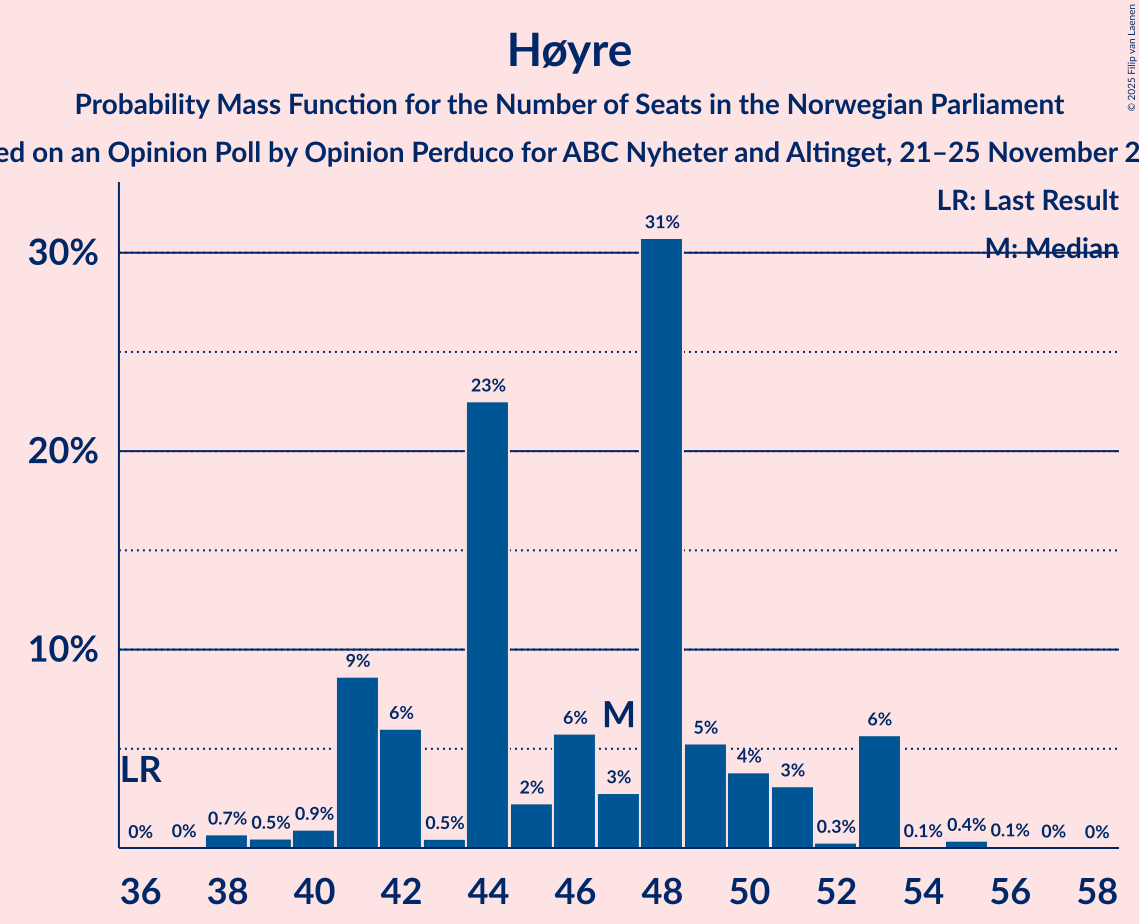 Høyre
Probability Mass Function for the Number of Seats in the Norwegian Parliament
ed on an Opinion Poll by Opinion Perduco for ABC Nyheter and Altinget, 21–25 November 2
© 2025 Filip van Laenen
LR: Last Result
M: Median
30%
20%
10%
LR
M
0% 0% 0.7% 0.5% 0.9% 9% 6% 0.5% 23% 2% 6% 3% 31% 5% 4% 3% 0.3% 6% 0.1% 0.4% 0.1% 0% 0%
36 38 40 42 44 46 48 50 52 54 56 58